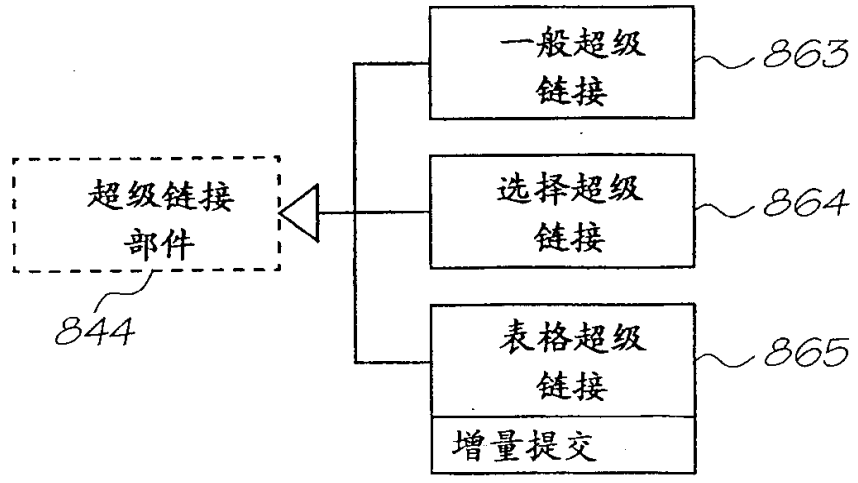 一般超级
链接
863
超级链接
部件
844
选择超级
链接
864
表格超级
链接
865
增量提交